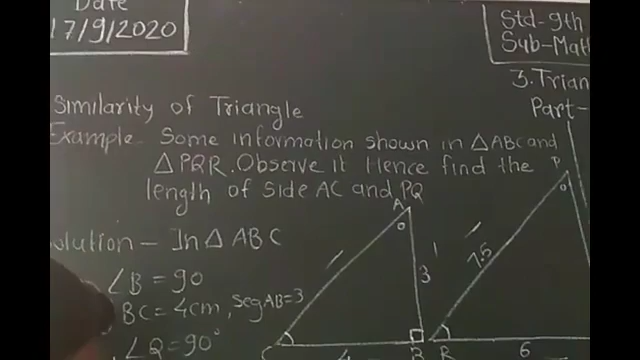 Date
17/9/2020
Std-9th
Sub-Math
3.Trian
Part-
Similarity of Triangle
Example- Some information shown in △ABC and
△PQR. Observe it Hence find the
length of side AC and PQ
Solution - In △ ABC
∠B = 90
BC = 4cm, seg AB=3
∠Q = 90°
A
3
B
4
P
7.5
R
6